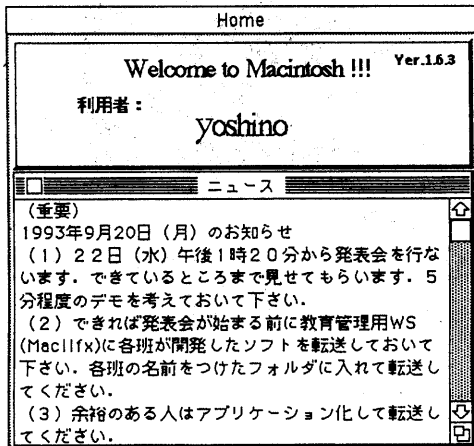 Home
Welcome to Macintosh !!! Ver.1.6.3
利用者：
yoshino
ニュース
（重要）
1993年9月20日（月）のお知らせ
（１）２２日（水）午後１時２０分から発表会を行な
います．できているところまで見せてもらいます．５
分程度のデモを考えておいて下さい．
（２）できれば発表会が始まる前に教育管理用WS
(MacIIfx)に各班が開発したソフトを転送しておいて
下さい．各班の名前をつけたフォルダに入れて転送し
てください．
（３）余裕のある人はアプリケーション化して転送し
てください．